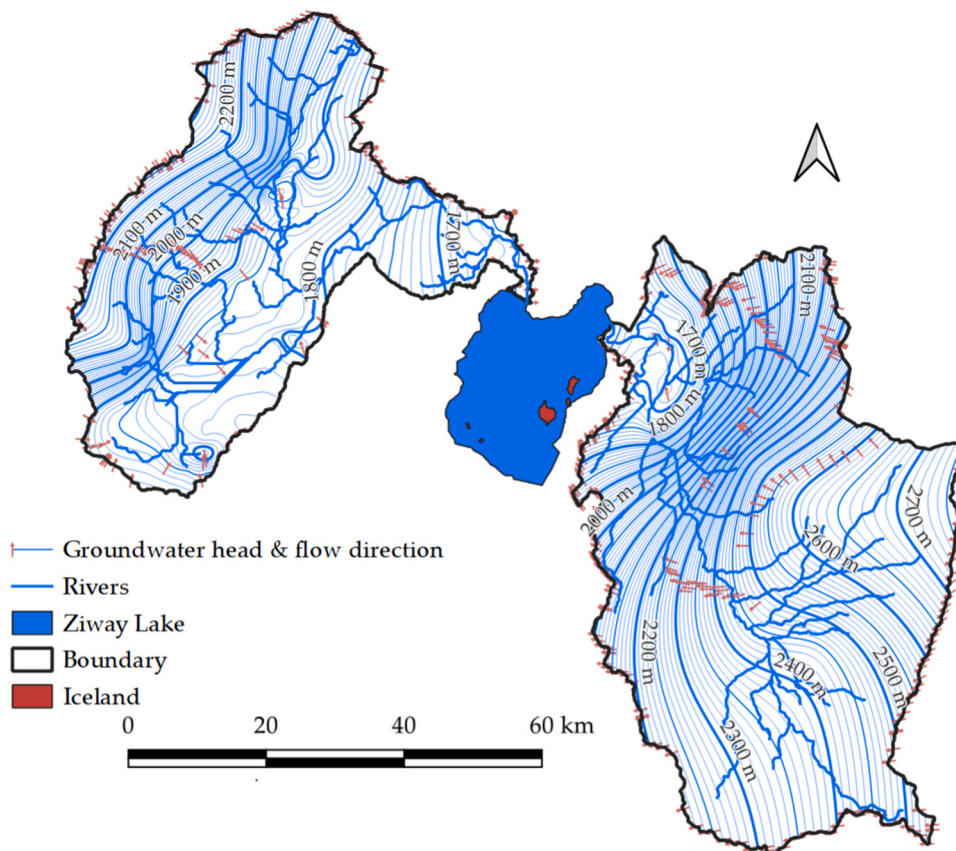 2200 m
2100 m
2000 m
1900 m
1800 m
1700 m
2100 m
1700 m
1800 m
2000 m
2700 m
2600 m
2200 m
2400 m
2500 m
2300 m
Groundwater head & flow direction
Rivers
Ziway Lake
Boundary
Iceland
0 20 40 60 km